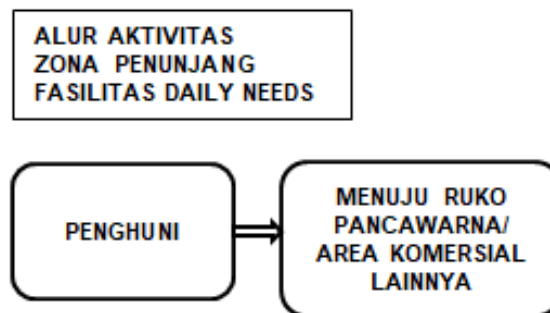 ALUR AKTIVITAS
ZONA PENUNJANG
FASILITAS DAILY NEEDS
PENGHUNI
MENUJU RUKO
PANCAWARNA/
AREA KOMERSIAL
LAINNYA